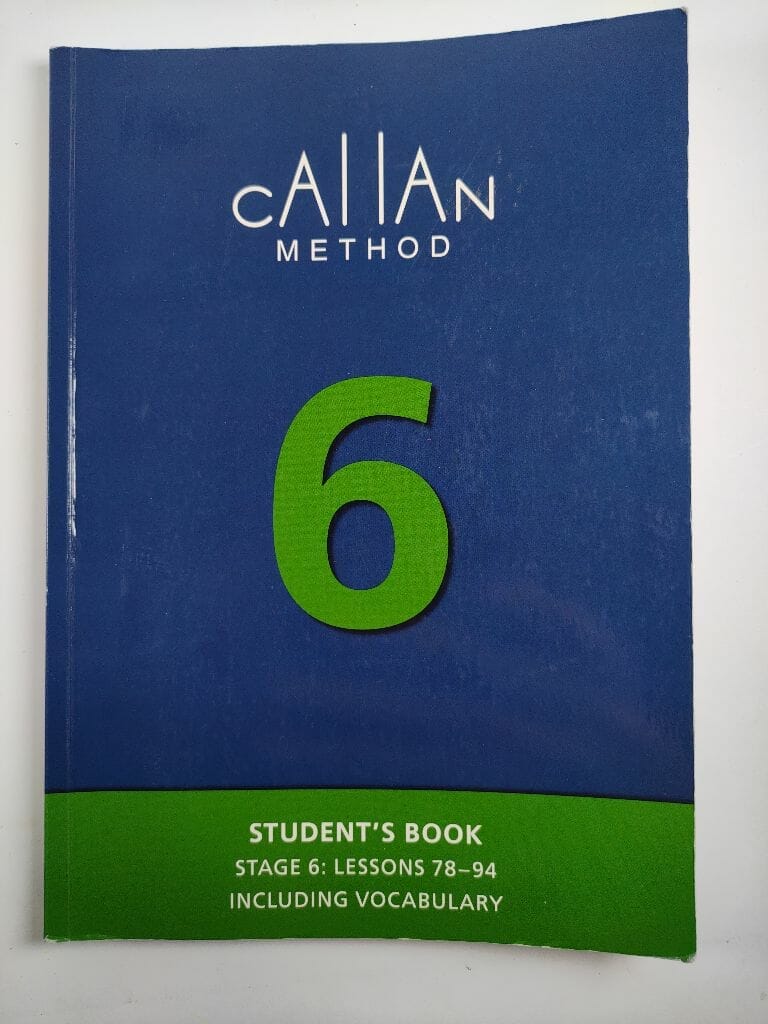 CALLAN
METHOD
6
STUDENT'S BOOK
STAGE 6: LESSONS 78–94
INCLUDING VOCABULARY